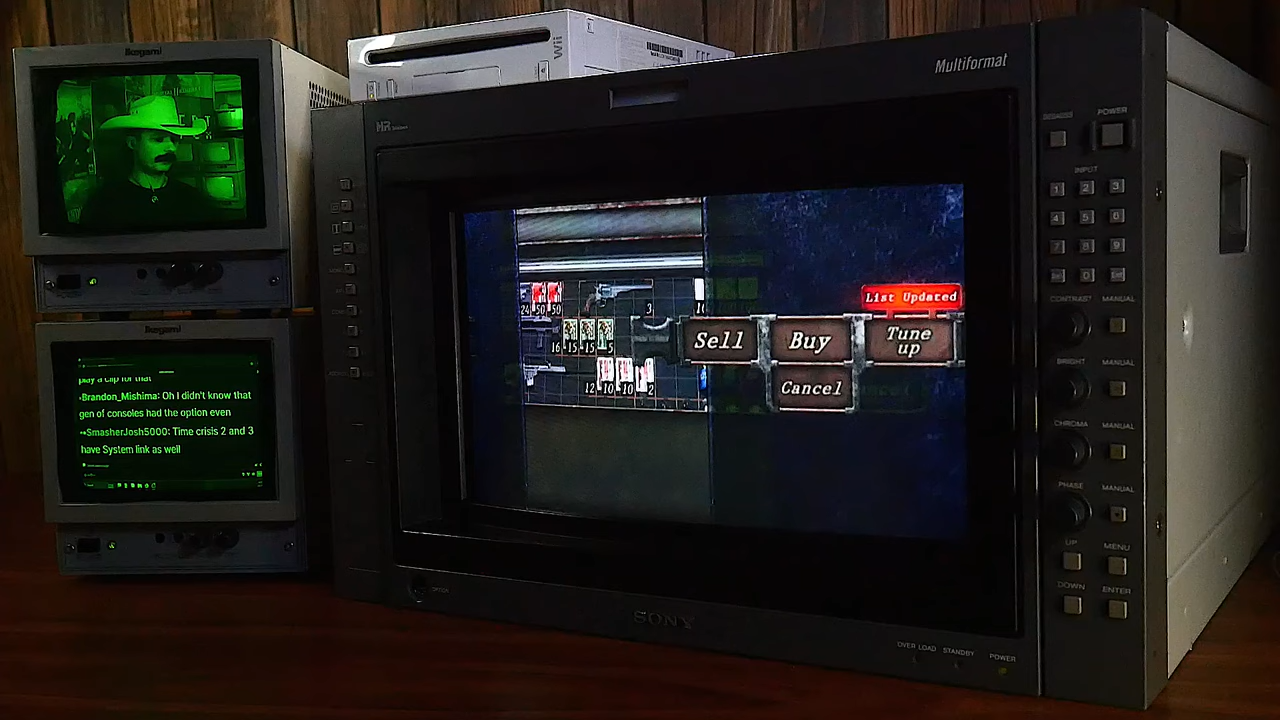 Ikegami
play a clip for that
Brandon_Mishima: Oh I didn't know that
gen of consoles had the option even
SmasherJosh5000: Time crisis 2 and 3
have System link as well
Ikegami
Wii
HR
Multiformat
List Updated
Sell
Buy
Tune
up
Cancel
24 50 50
3
16 15 15 5
12 10 10 2
SONY
OPTION
OVER LOAD STANDBY POWER
DEGAUSS
POWER
INPUT
1 2 3
4 5 6
7 8 9
0
CONTRAST MANUAL
BRIGHT MANUAL
CHROMA MANUAL
PHASE MANUAL
UP MENU
DOWN ENTER